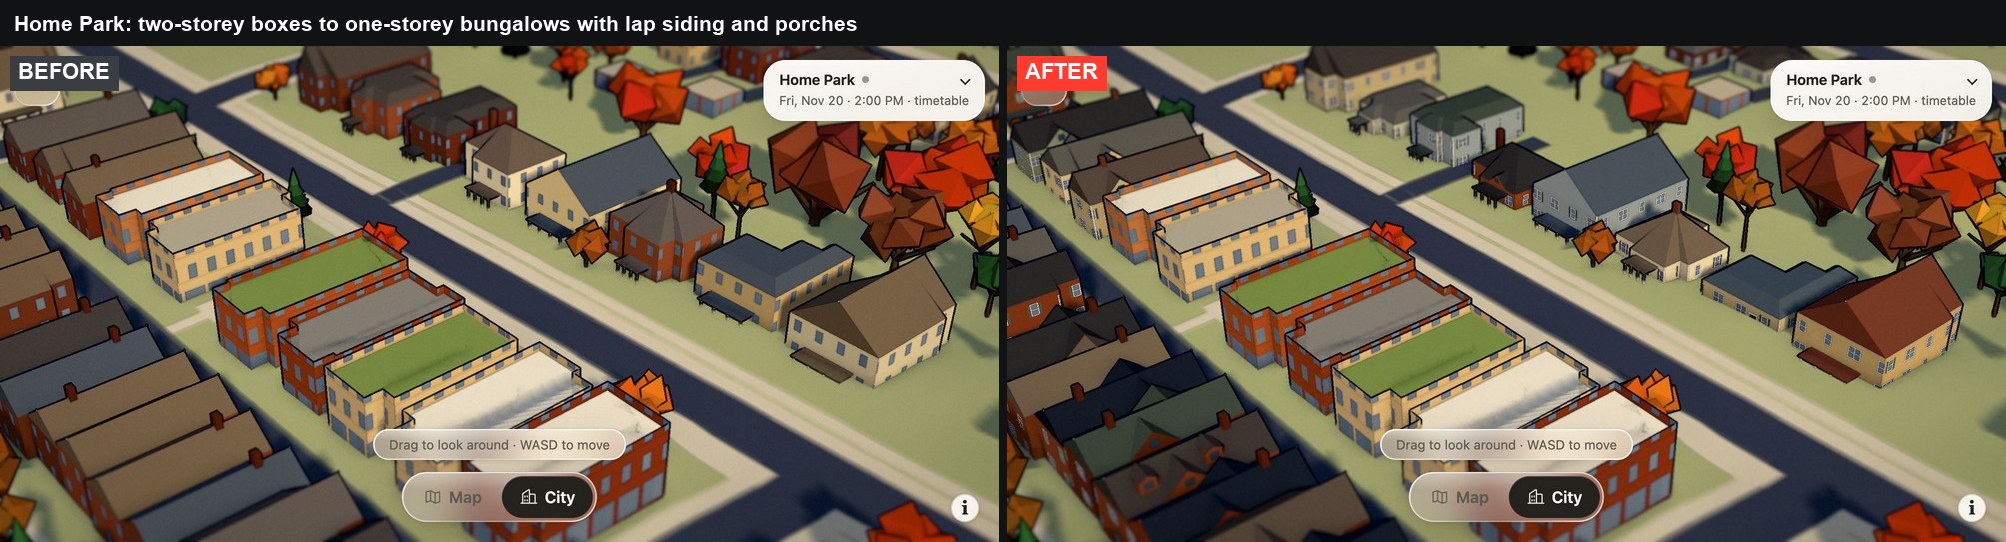 Home Park: two-storey boxes to one-storey bungalows with lap siding and porches
BEFORE
Home Park
Fri, Nov 20 · 2:00 PM · timetable
Drag to look around · WASD to move
Map
City
i
AFTER
Home Park
Fri, Nov 20 · 2:00 PM · timetable
Drag to look around · WASD to move
Map
City
i